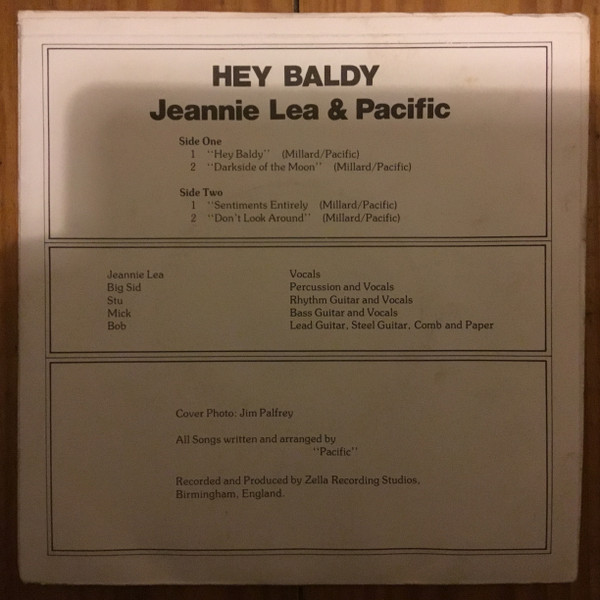 HEY BALDY
Jeannie Lea & Pacific
Side One
1 "Hey Baldy" (Millard/Pacific)
2 "Darkside of the Moon" (Millard/Pacific)
Side Two
1 "Sentiments Entirely (Millard/Pacific)
2 "Don't Look Around" (Millard/Pacific)
Jeannie Lea Vocals
Big Sid Percussion and Vocals
Stu Rhythm Guitar and Vocals
Mick Bass Guitar and Vocals
Bob Lead Guitar, Steel Guitar, Comb and Paper
Cover Photo: Jim Palfrey
All Songs written and arranged by
"Pacific"
Recorded and Produced by Zella Recording Studios,
Birmingham, England.